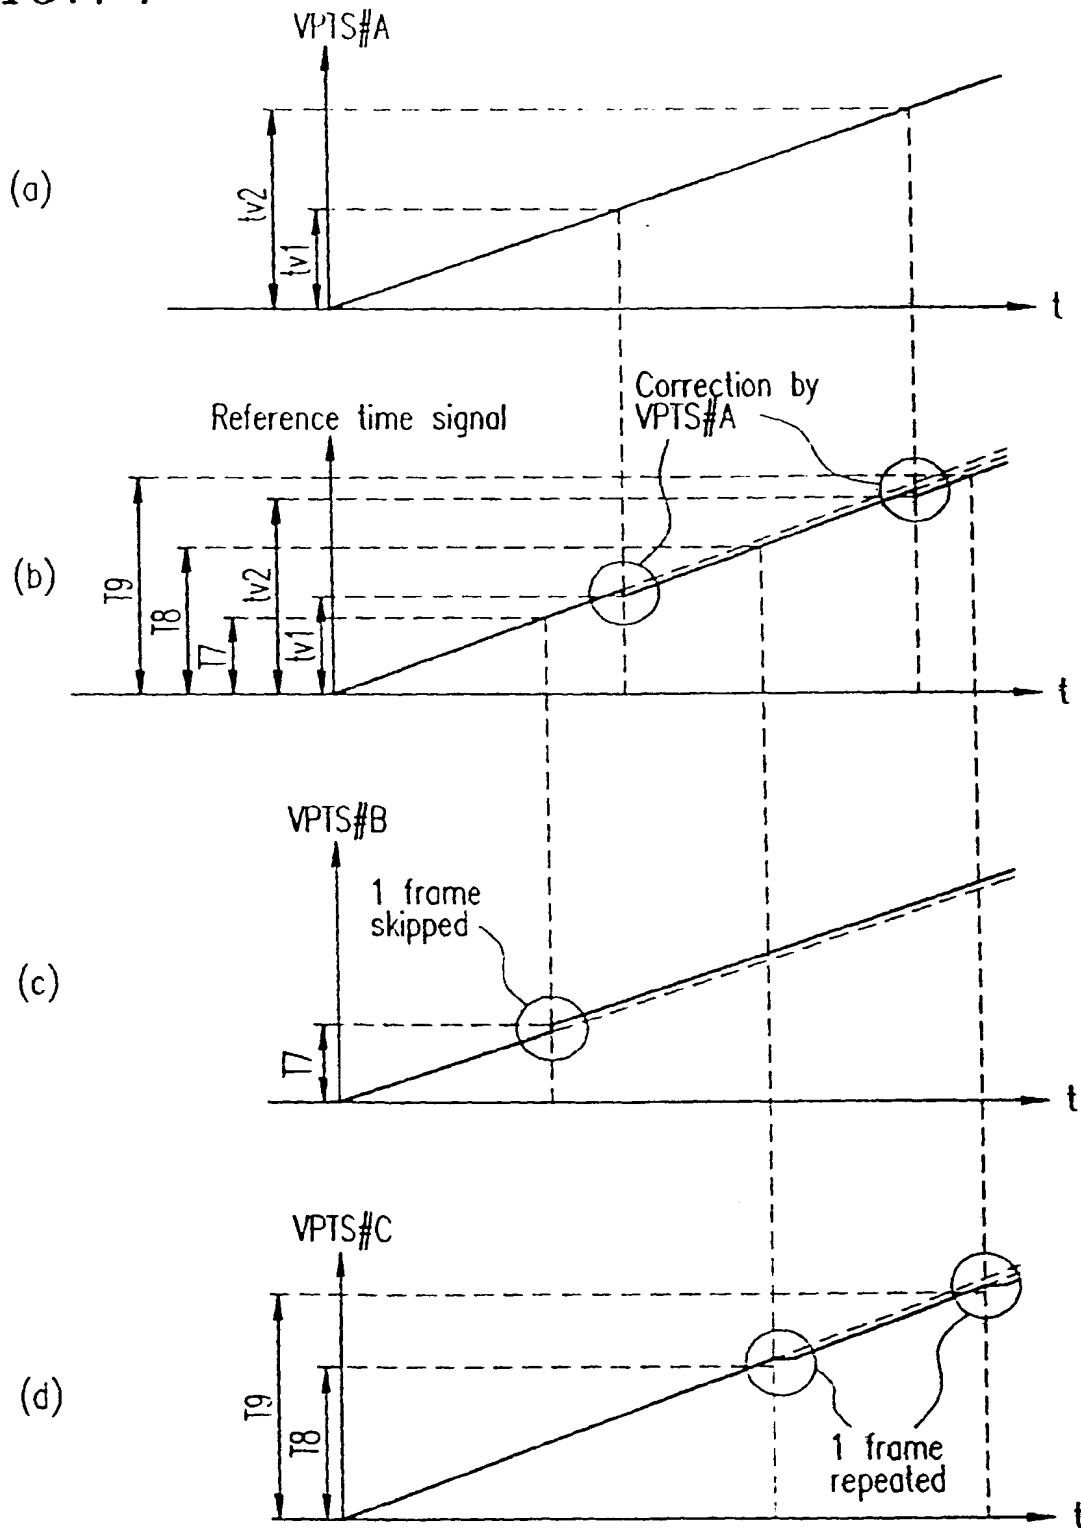 VPTS#A
(a)
tv2
tv1
t
Correction by
VPTS#A
Reference time signal
(b)
T9
T8
T7
tv2
tv1
t
VPTS#B
1 frame
skipped
(c)
T7
t
VPTS#C
(d)
T9
T8
1 frame
repeated
t